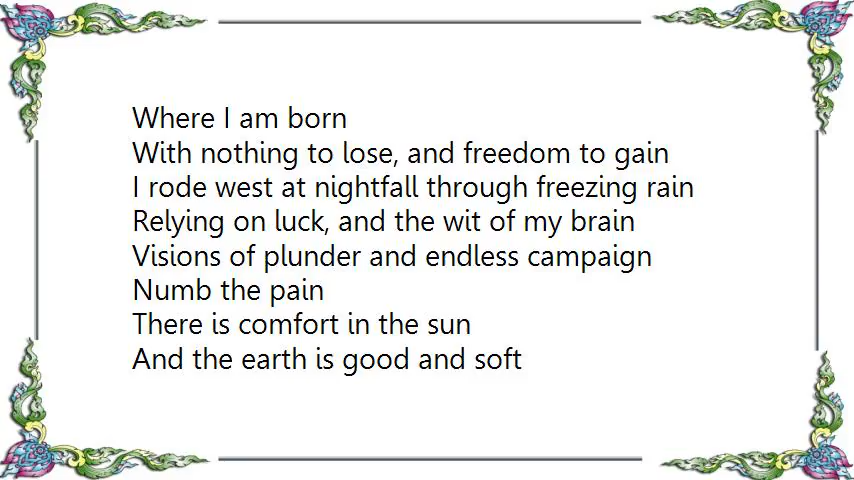 Where I am born
With nothing to lose, and freedom to gain
I rode west at nightfall through freezing rain
Relying on luck, and the wit of my brain
Visions of plunder and endless campaign
Numb the pain
There is comfort in the sun
And the earth is good and soft